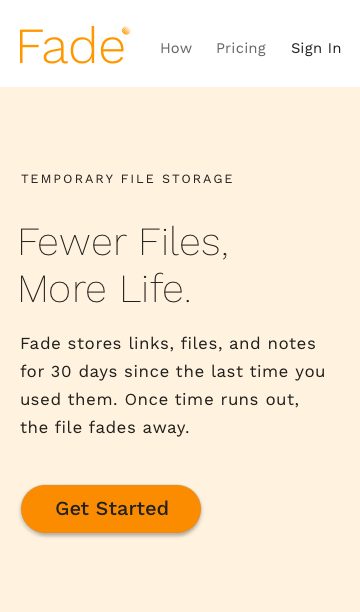 Fade
How Pricing Sign In
TEMPORARY FILE STORAGE
Fewer Files,
More Life.
Fade stores links, files, and notes
for 30 days since the last time you
used them. Once time runs out,
the file fades away.
Get Started